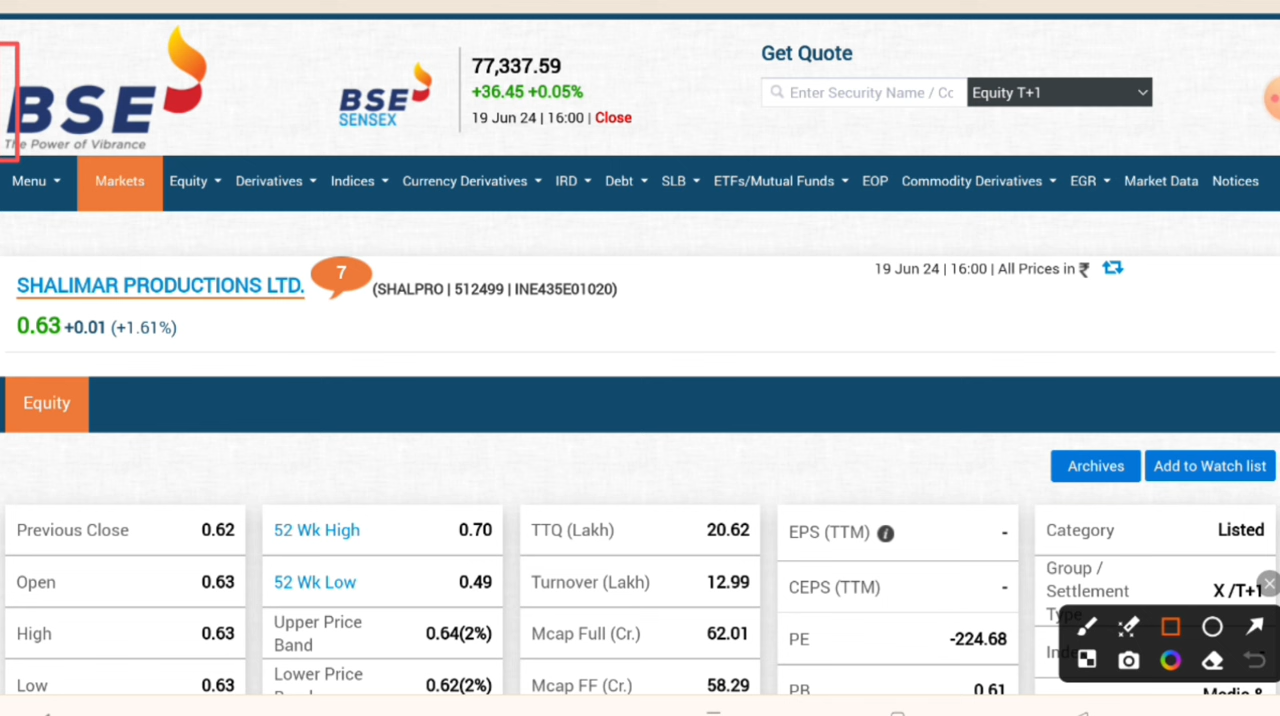 BSE
The Power of Vibrance
BSE
SENSEX
77,337.59
+36.45 +0.05%
19 Jun 24 | 16:00 | Close
Get Quote
Enter Security Name / Cc
Equity T+1
Menu
Markets
Equity
Derivatives
Indices
Currency Derivatives
IRD
Debt
SLB
ETFs/Mutual Funds
EOP
Commodity Derivatives
EGR
Market Data
Notices
SHALIMAR PRODUCTIONS LTD.
7
(SHALPRO | 512499 | INE435E01020)
19 Jun 24 | 16:00 | All Prices in ₹
0.63 +0.01 (+1.61%)
Equity
Archives
Add to Watch list
Previous Close 0.62
Open 0.63
High 0.63
Low 0.63
52 Wk High 0.70
52 Wk Low 0.49
Upper Price
Band 0.64(2%)
Lower Price
0.62(2%)
TTQ (Lakh) 20.62
Turnover (Lakh) 12.99
Mcap Full (Cr.) 62.01
Mcap FF (Cr.) 58.29
EPS (TTM) -
CEPS (TTM) -
PE -224.68
PB 0.61
Category Listed
Group /
Settlement
Type X /T+1